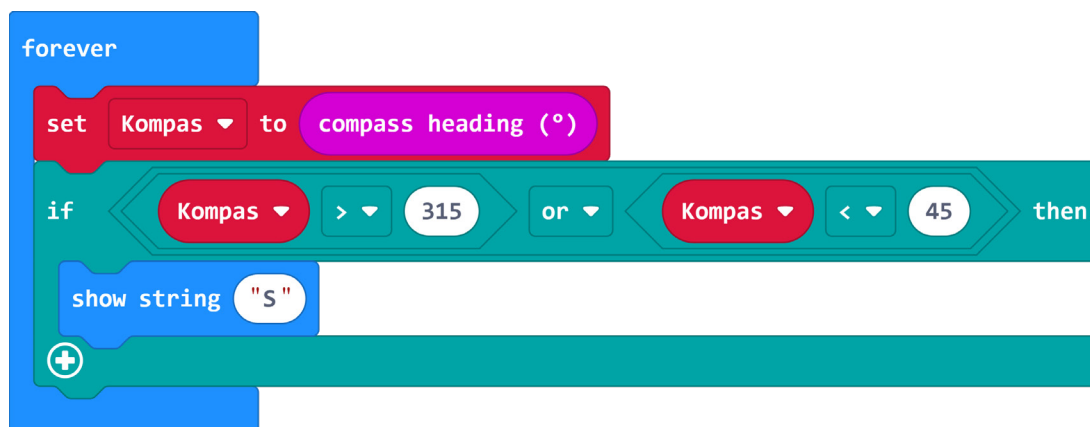 forever
set Kompas to compass heading (°)
if Kompas > 315 or Kompas < 45 then
show string "S"